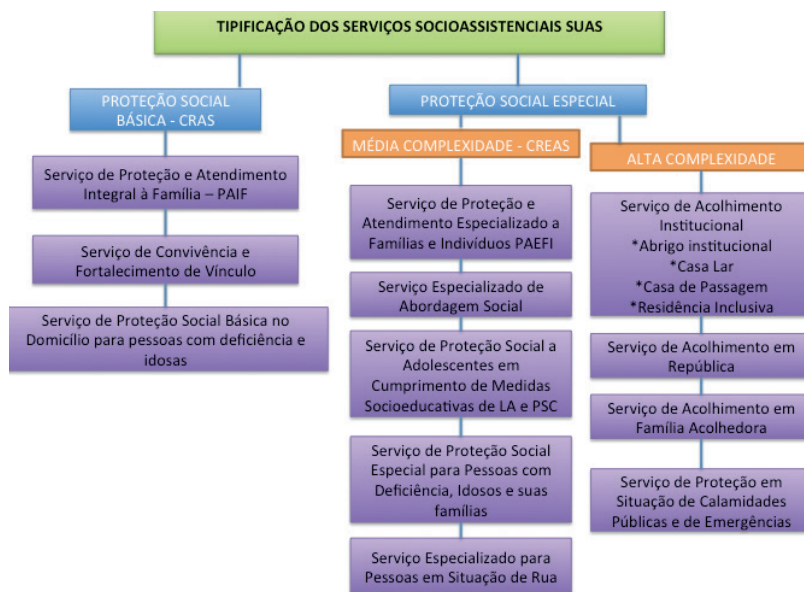 TIPIFICAÇÃO DOS SERVIÇOS SOCIOASSISTENCIAIS SUAS
PROTEÇÃO SOCIAL
BÁSICA - CRAS
Serviço de Proteção e Atendimento
Integral à Família – PAIF
Serviço de Convivência e
Fortalecimento de Vínculo
Serviço de Proteção Social Básica no
Domicílio para pessoas com deficiência e
idosas
PROTEÇÃO SOCIAL ESPECIAL
MÉDIA COMPLEXIDADE - CREAS
Serviço de Proteção e
Atendimento Especializado a
Famílias e Indivíduos PAEFI
Serviço Especializado de
Abordagem Social
Serviço de Proteção Social a
Adolescentes em
Cumprimento de Medidas
Socioeducativas de LA e PSC
Serviço de Proteção Social
Especial para Pessoas com
Deficiência, Idosos e suas
famílias
Serviço Especializado para
Pessoas em Situação de Rua
ALTA COMPLEXIDADE
Serviço de Acolhimento
Institucional
*Abrigo institucional
*Casa Lar
*Casa de Passagem
*Residência Inclusiva
Serviço de Acolhimento em
República
Serviço de Acolhimento em
Família Acolhedora
Serviço de Proteção em
Situação de Calamidades
Públicas e de Emergências